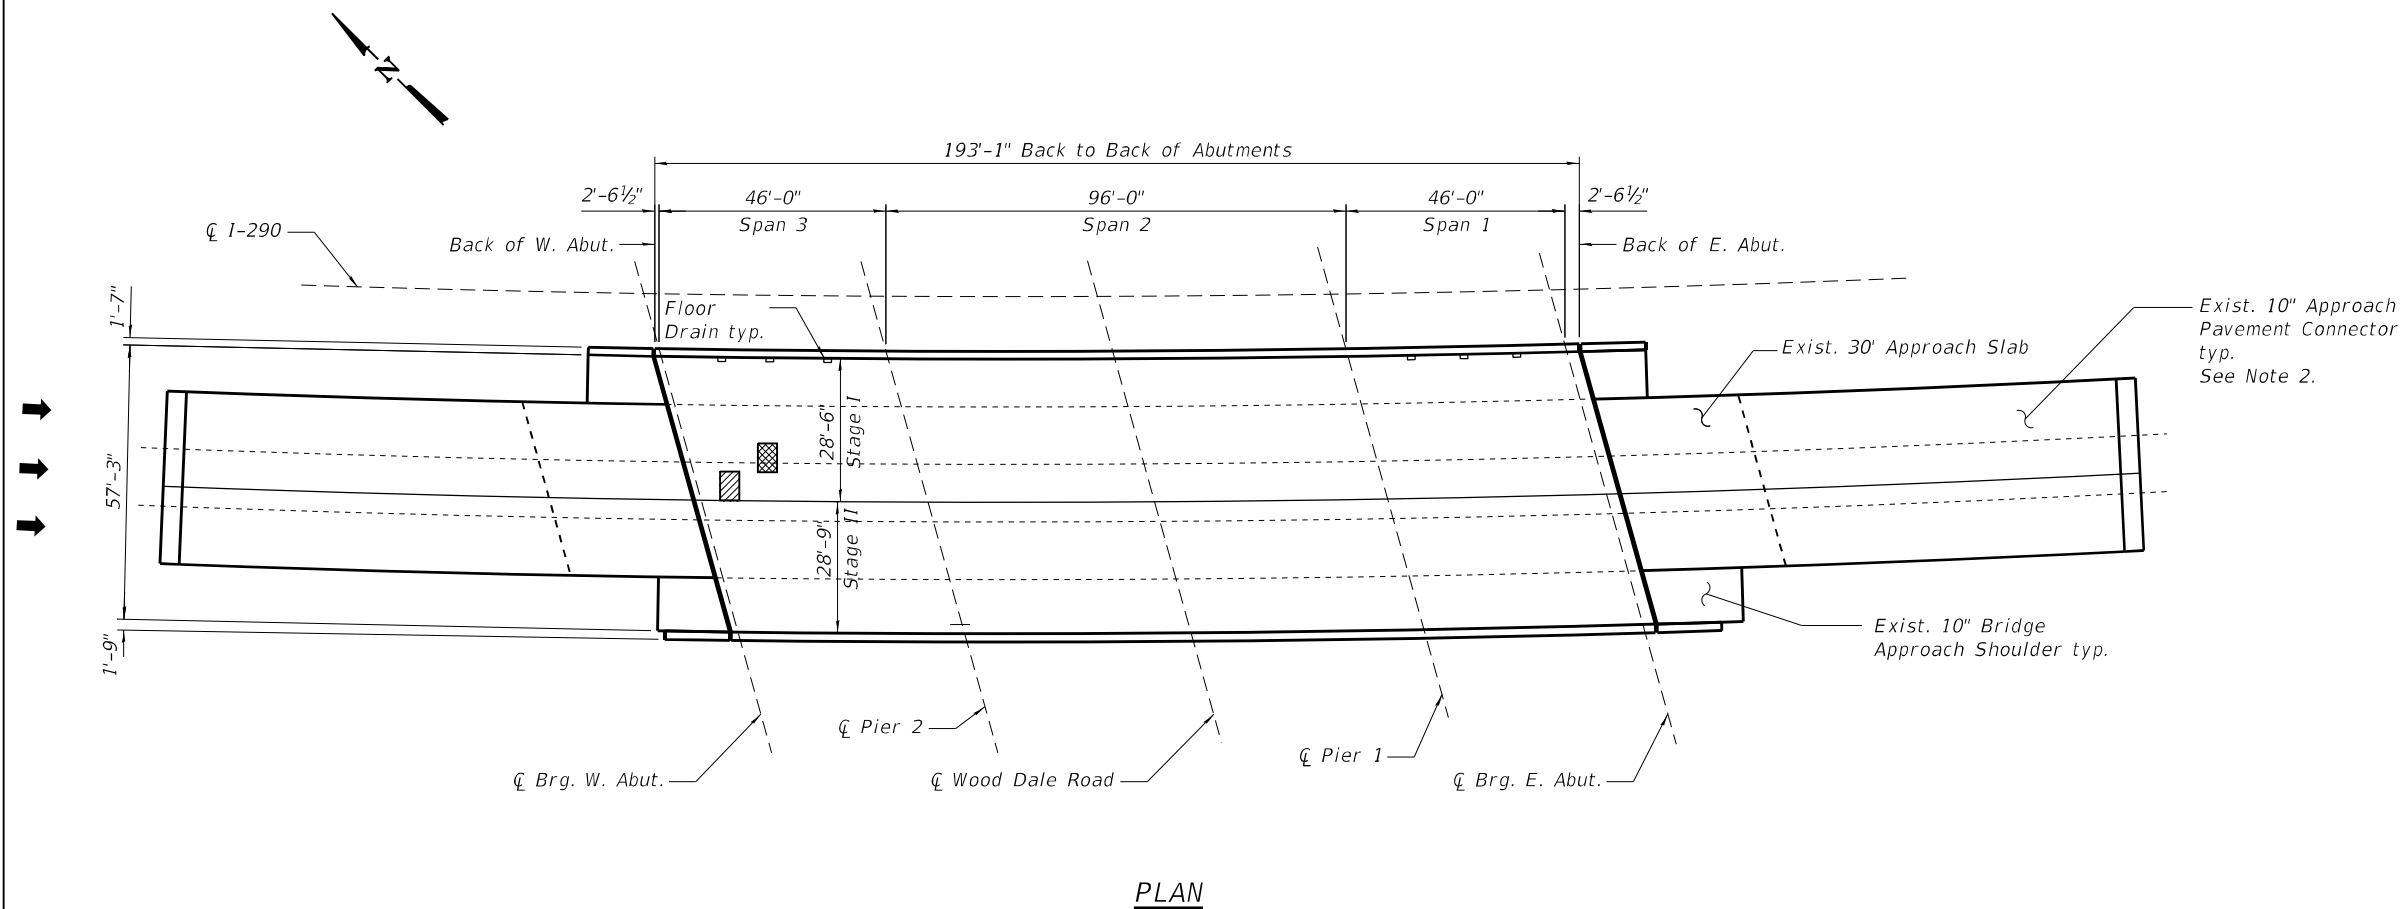 N
193'-1" Back to Back of Abutments
2'-6½"
46'-0"
96'-0"
46'-0"
2'-6½"
Span 3
Span 2
Span 1
℄ I-290
Back of W. Abut.
Back of E. Abut.
1'-7"
Floor
Drain typ.
Exist. 10" Approach
Pavement Connector
typ.
See Note 2.
Exist. 30' Approach Slab
28'-6"
Stage I
57'-3"
28'-9"
Stage II
1'-9"
Exist. 10" Bridge
Approach Shoulder typ.
℄ Pier 2
℄ Pier 1
℄ Brg. W. Abut.
℄ Wood Dale Road
℄ Brg. E. Abut.
PLAN